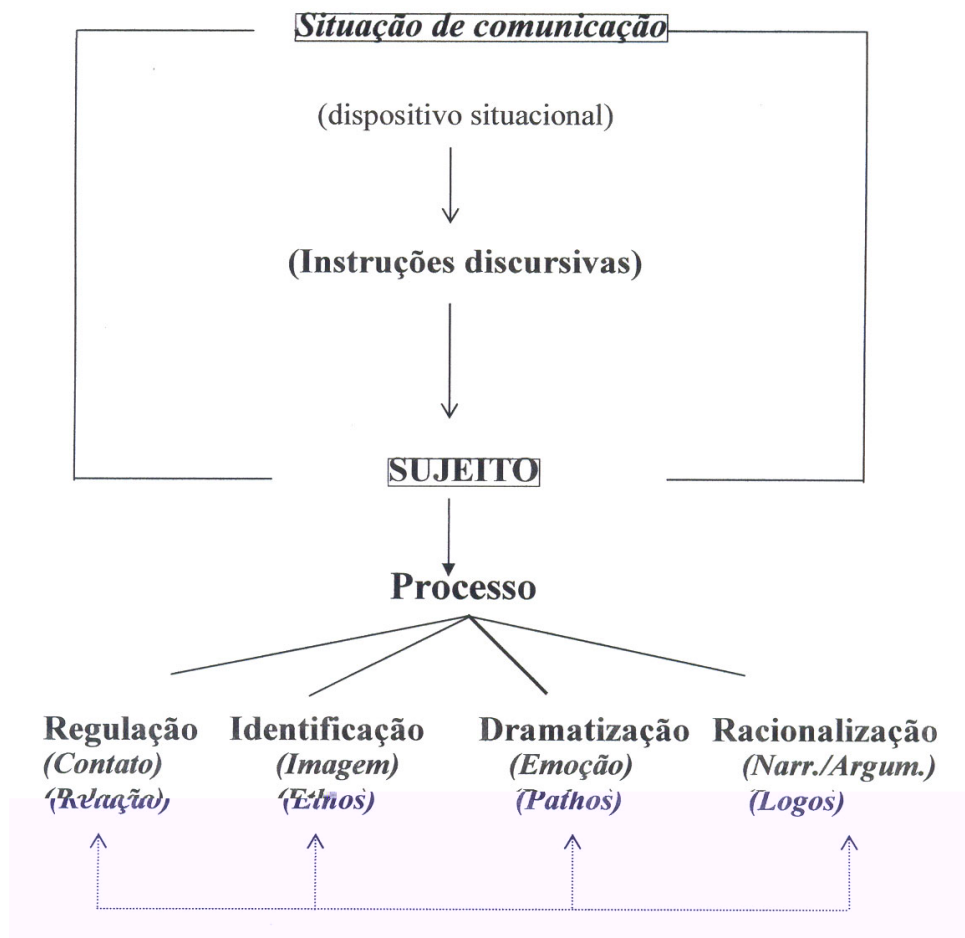 Situação de comunicação
(dispositivo situacional)
(Instruções discursivas)
SUJEITO
Processo
Regulação Identificação Dramatização Racionalização
(Contato) (Imagem) (Emoção) (Narr./Argum.)
(Relação) (Ethos) (Pathos) (Logos)